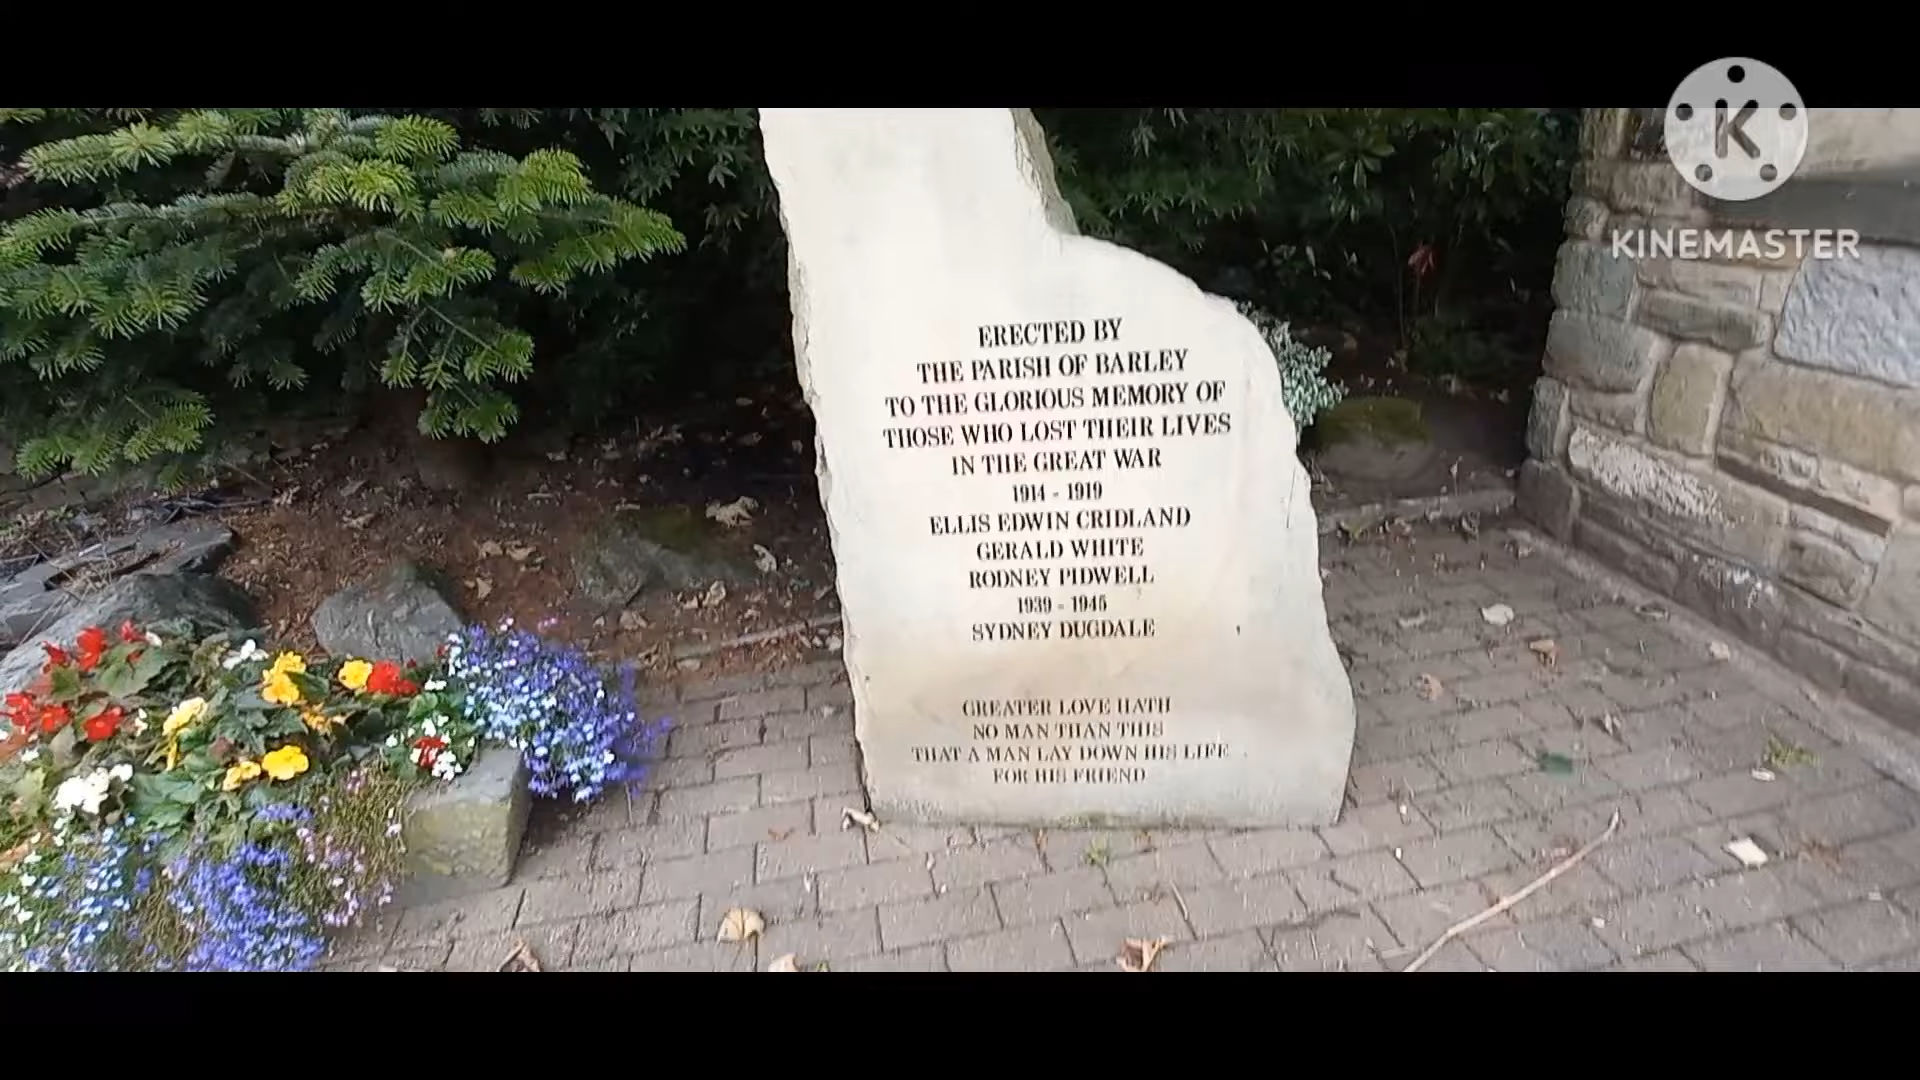 K
KINEMASTER
ERECTED BY
THE PARISH OF BARLEY
TO THE GLORIOUS MEMORY OF
THOSE WHO LOST THEIR LIVES
IN THE GREAT WAR
1914 - 1919
ELLIS EDWIN CRIDLAND
GERALD WHITE
RODNEY PIDWELL
1939 - 1945
SYDNEY DUGDALE
GREATER LOVE HATH
NO MAN THAN THIS
THAT A MAN LAY DOWN HIS LIFE
FOR HIS FRIEND